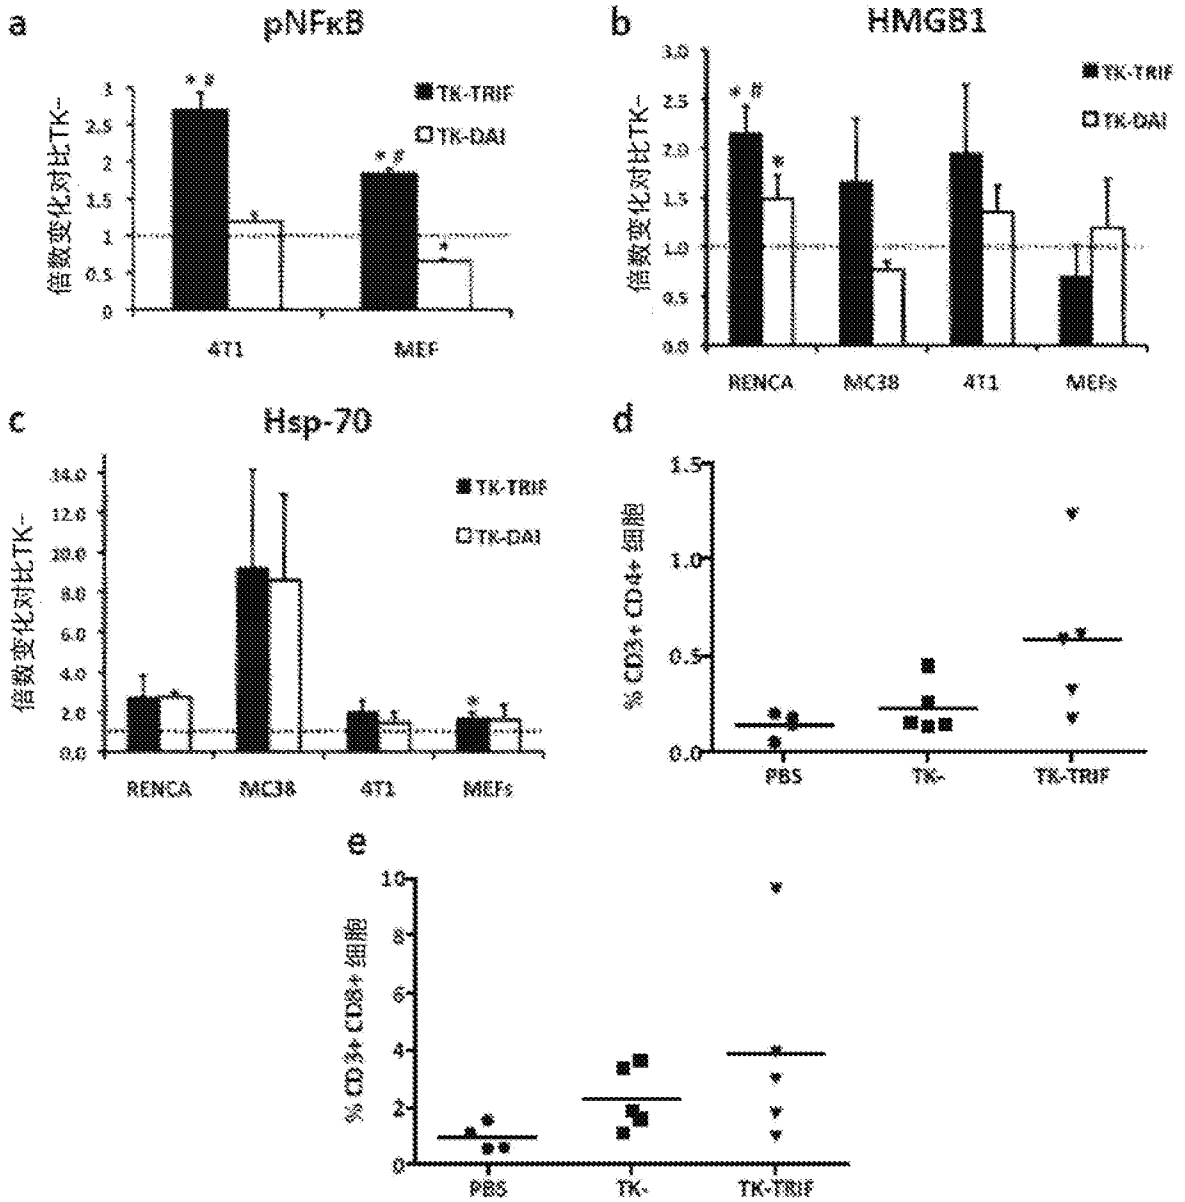 a
pNFκB
倍数变化对比TK−
3
2.5
2
1.5
1
0.5
0
* #
* #
*
TK-TRIF
TK-DAI
4T1
MEF
b
HMGB1
倍数变化对比TK−
3.0
2.5
2.0
1.5
1.0
0.5
0.0
* #
*
TK-TRIF
TK-DAI
RENCA
MC38
4T1
MEFs
c
Hsp-70
倍数变化对比TK−
14.0
12.0
10.0
8.0
6.0
4.0
2.0
0.0
*
TK-TRIF
TK-DAI
RENCA
MC38
4T1
MEFs
d
% CD3+ CD4+ 细胞
1.5
1.0
0.5
0.0
PBS
TK-
TK-TRIF
e
% CD3+ CD8+ 细胞
10
8
6
4
2
0
PBS
TK-
TK-TRIF